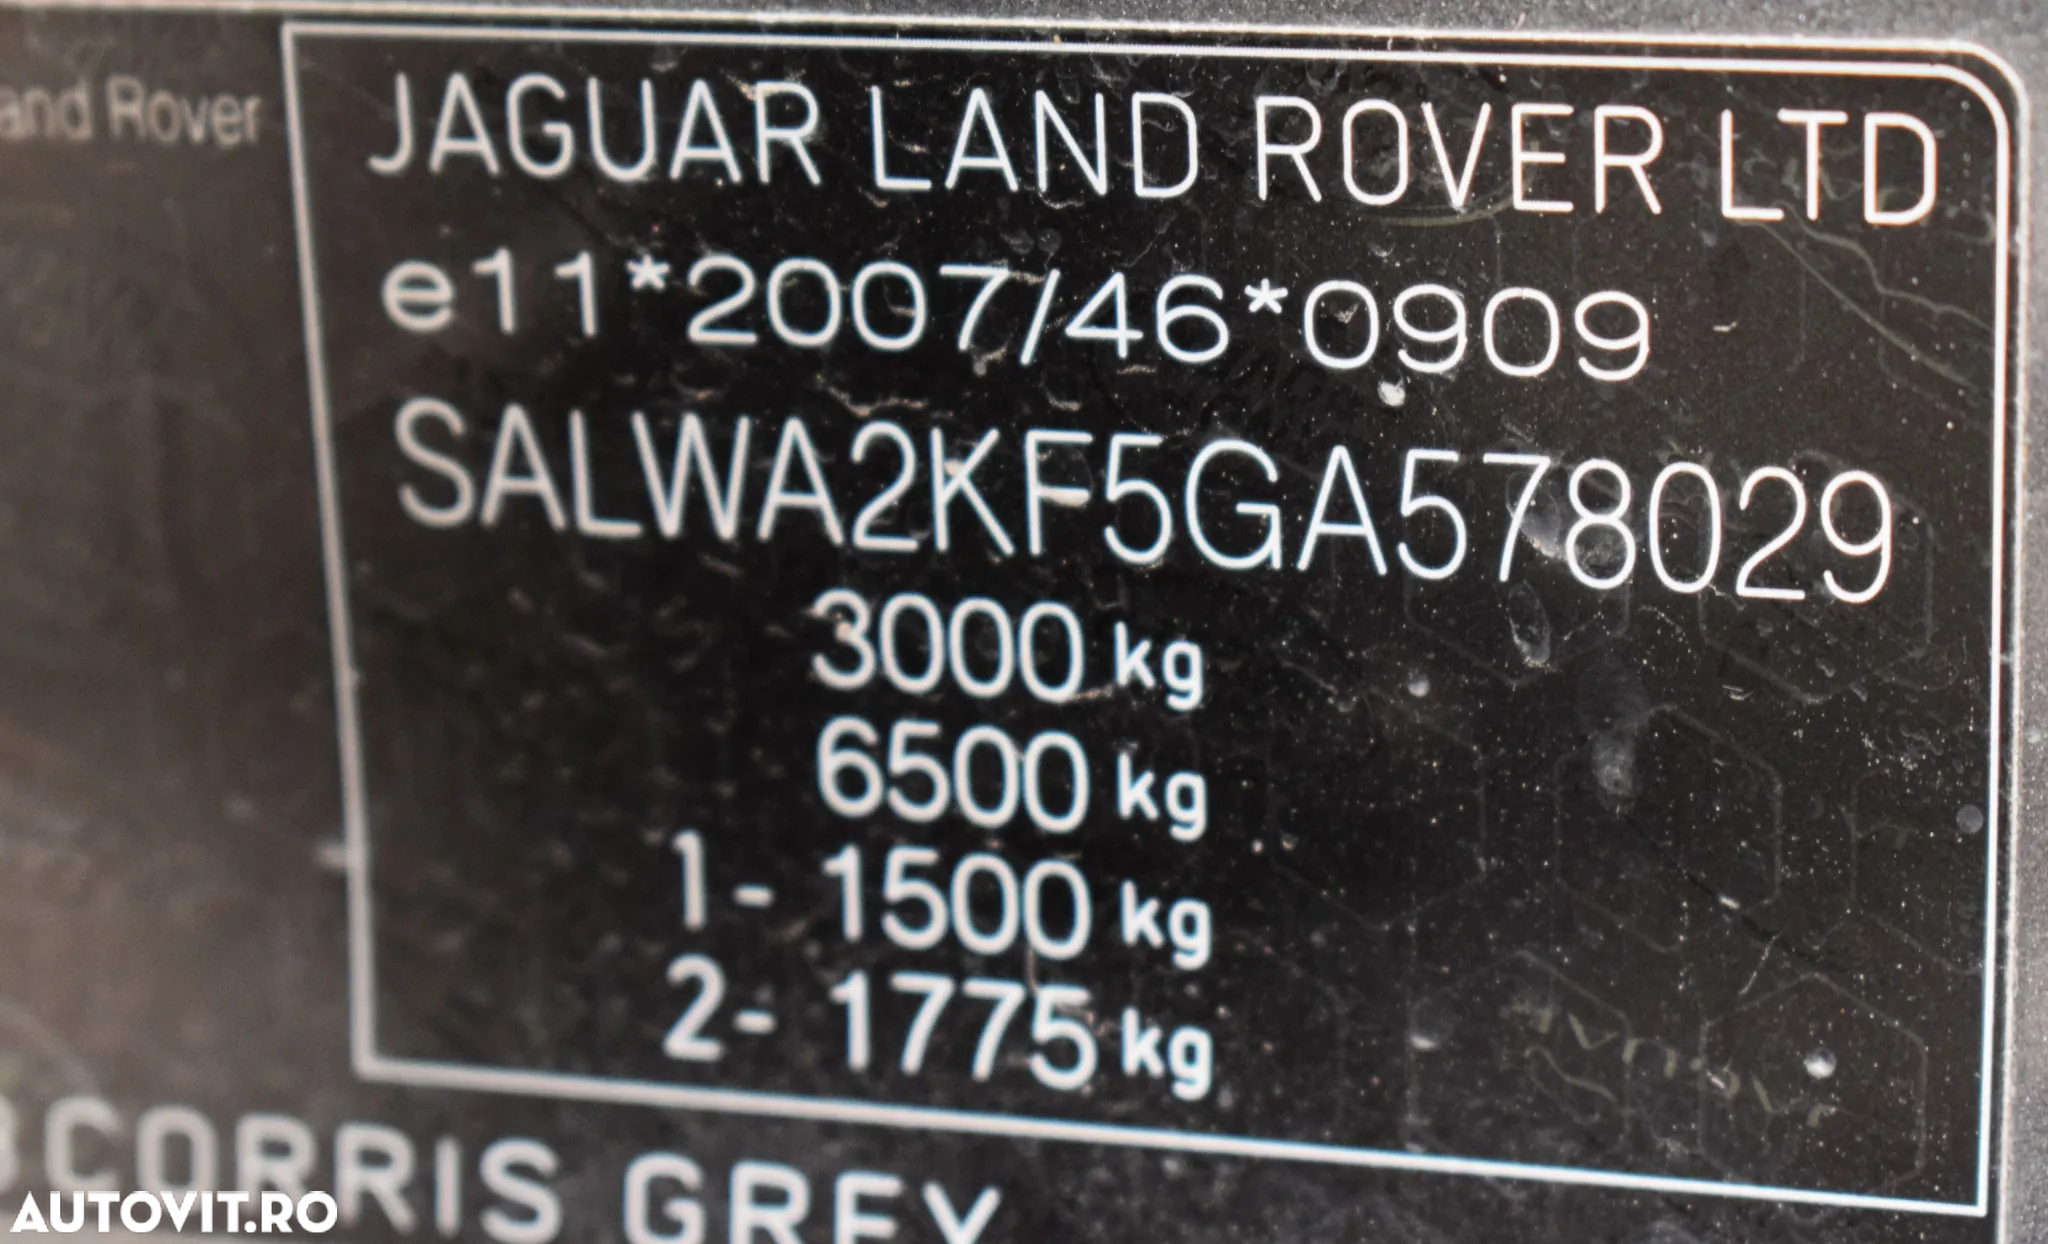 and Rover
JAGUAR LAND ROVER LTD
e11*2007/46*0909
SALWA2KF5GA578029
3000 kg
6500 kg
1 - 1500 kg
2 - 1775 kg
CORRIS GREY
AUTOVIT.RO